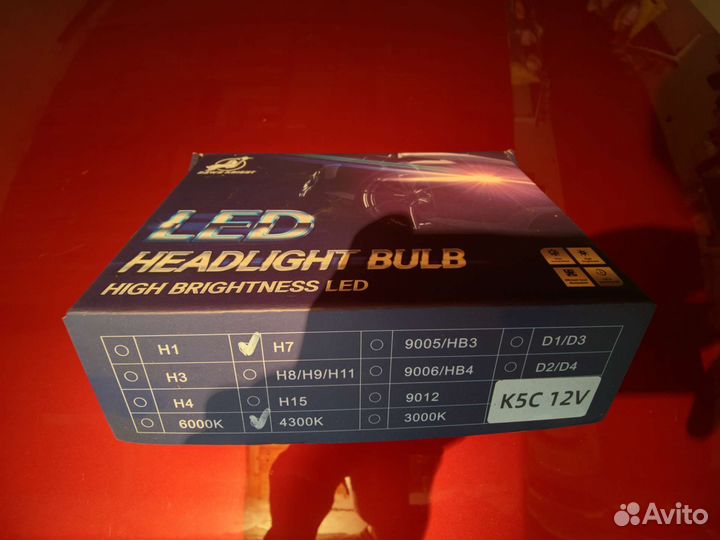 LED
HEADLIGHT BULB
HIGH BRIGHTNESS LED
H1 H7 9005/HB3 D1/D3
H3 H8/H9/H11 9006/HB4 D2/D4
H4 H15 9012
6000K 4300K 3000K
K5C 12V
Avito